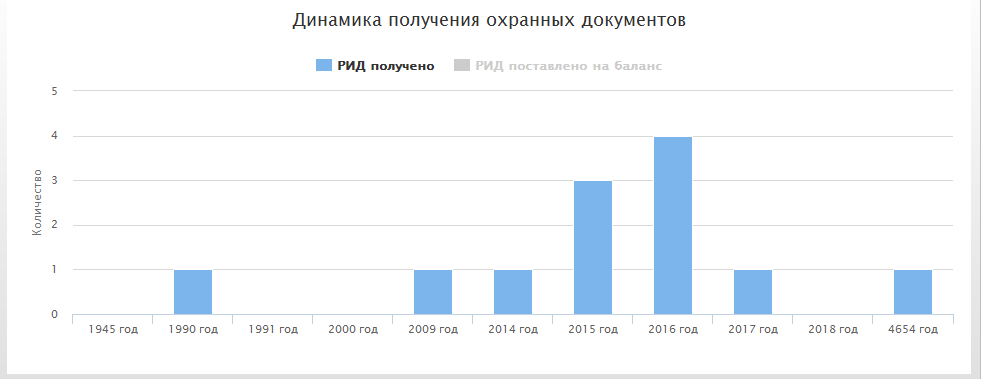 Динамика получения охранных документов
РИД получено РИД поставлено на баланс
Количество
5
4
3
2
1
0
1945 год 1990 год 1991 год 2000 год 2009 год 2014 год 2015 год 2016 год 2017 год 2018 год 4654 год